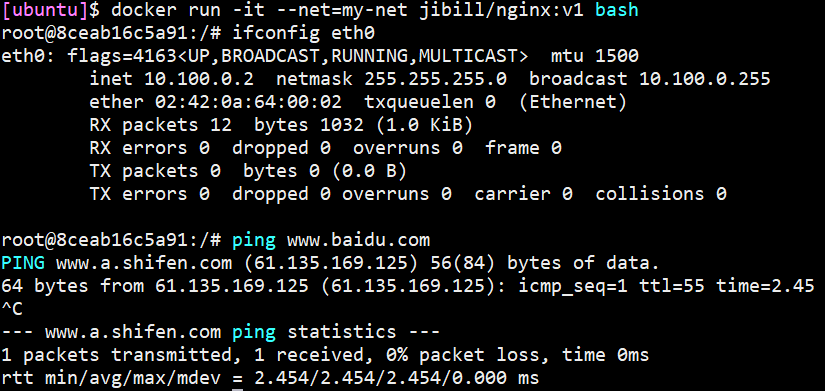 [ubuntu]$ docker run -it --net=my-net jibill/nginx:v1 bash
root@8ceab16c5a91:/# ifconfig eth0
eth0: flags=4163<UP,BROADCAST,RUNNING,MULTICAST>  mtu 1500
        inet 10.100.0.2  netmask 255.255.255.0  broadcast 10.100.0.255
        ether 02:42:0a:64:00:02  txqueuelen 0  (Ethernet)
        RX packets 12  bytes 1032 (1.0 KiB)
        RX errors 0  dropped 0  overruns 0  frame 0
        TX packets 0  bytes 0 (0.0 B)
        TX errors 0  dropped 0 overruns 0  carrier 0  collisions 0
root@8ceab16c5a91:/# ping www.baidu.com
PING www.a.shifen.com (61.135.169.125) 56(84) bytes of data.
64 bytes from 61.135.169.125 (61.135.169.125): icmp_seq=1 ttl=55 time=2.45
^C
--- www.a.shifen.com ping statistics ---
1 packets transmitted, 1 received, 0% packet loss, time 0ms
rtt min/avg/max/mdev = 2.454/2.454/2.454/0.000 ms